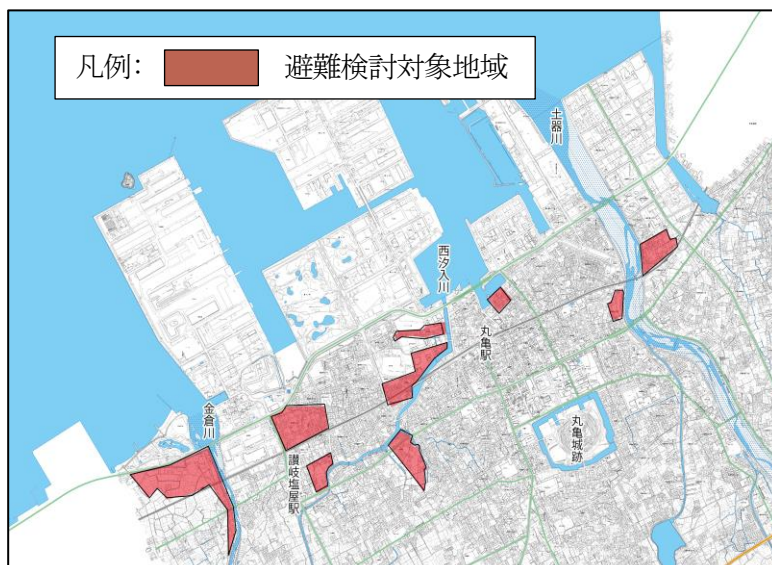 凡例： 避難検討対象地域
土器川
西汐入川
丸亀駅
金倉川
讃岐塩屋駅
丸亀城跡